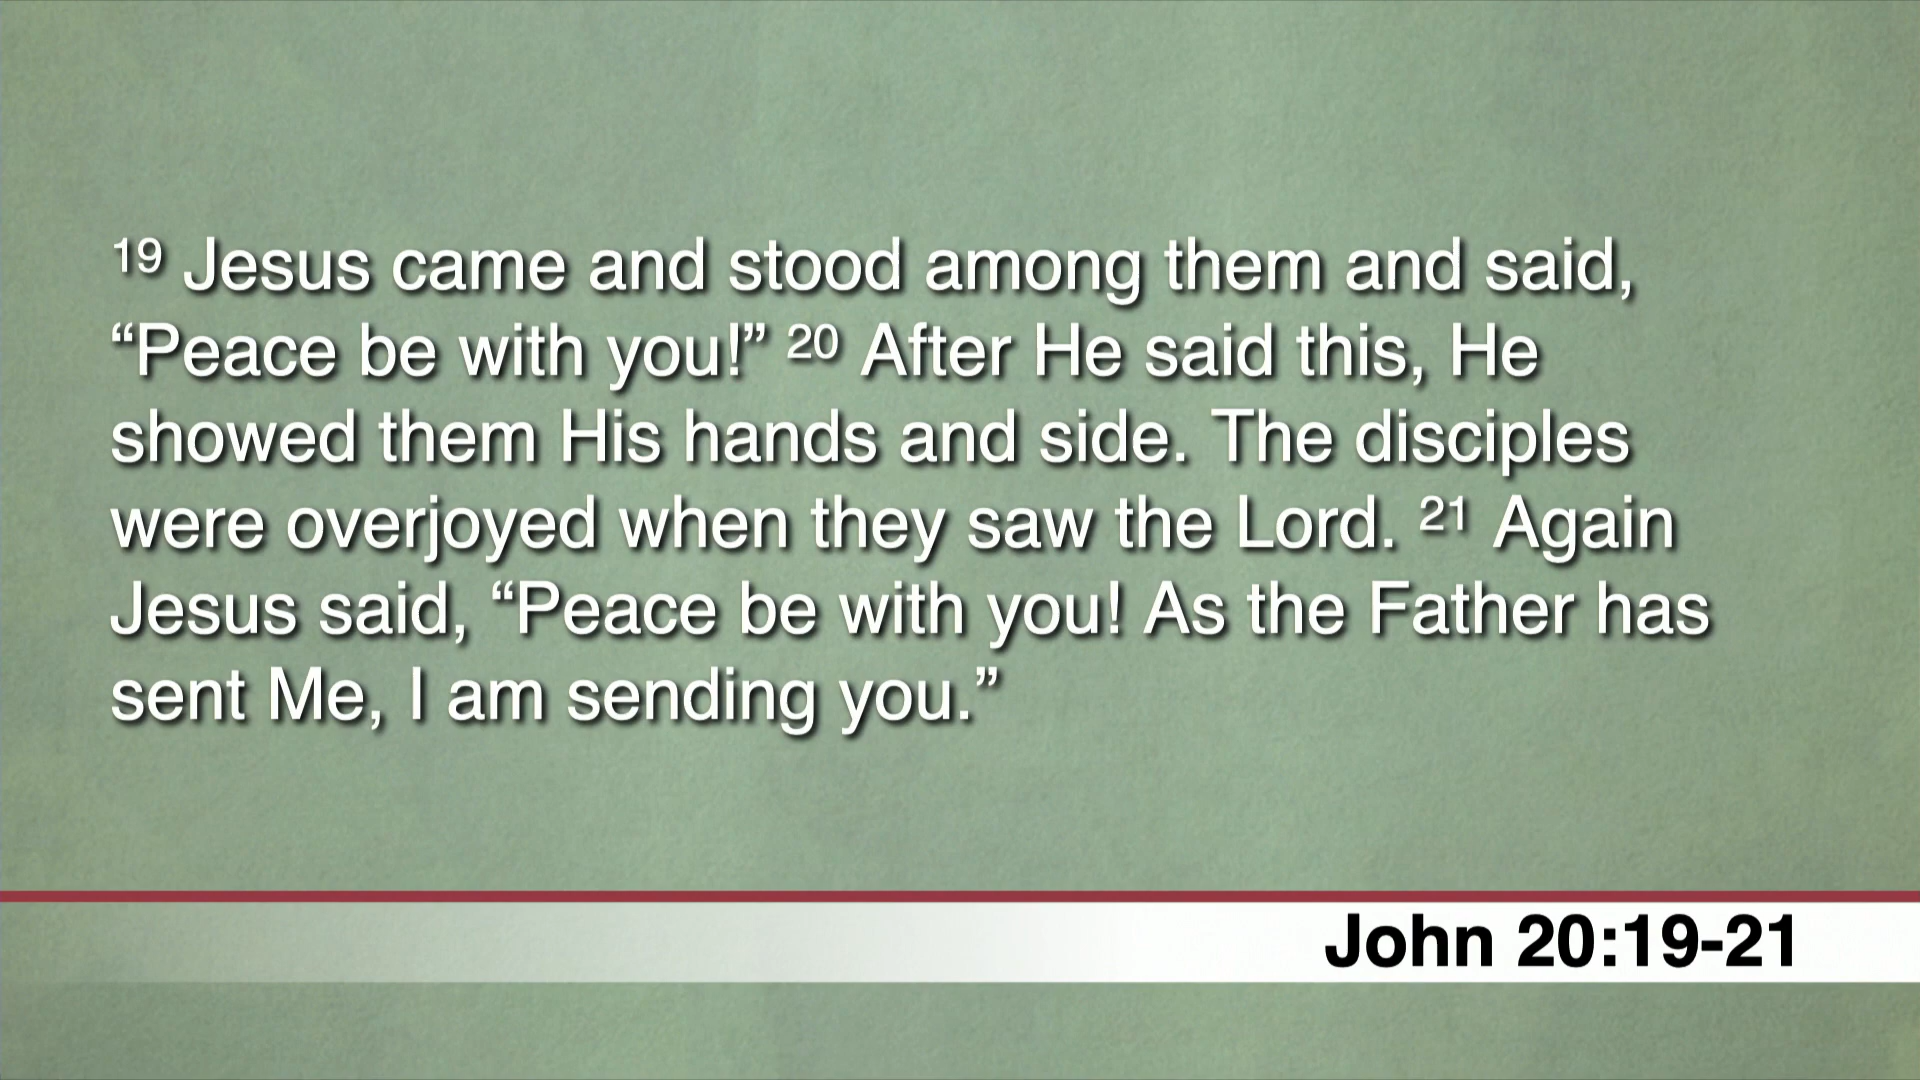 19 Jesus came and stood among them and said,
“Peace be with you!” 20 After He said this, He
showed them His hands and side. The disciples
were overjoyed when they saw the Lord. 21 Again
Jesus said, “Peace be with you! As the Father has
sent Me, I am sending you.”
John 20:19-21